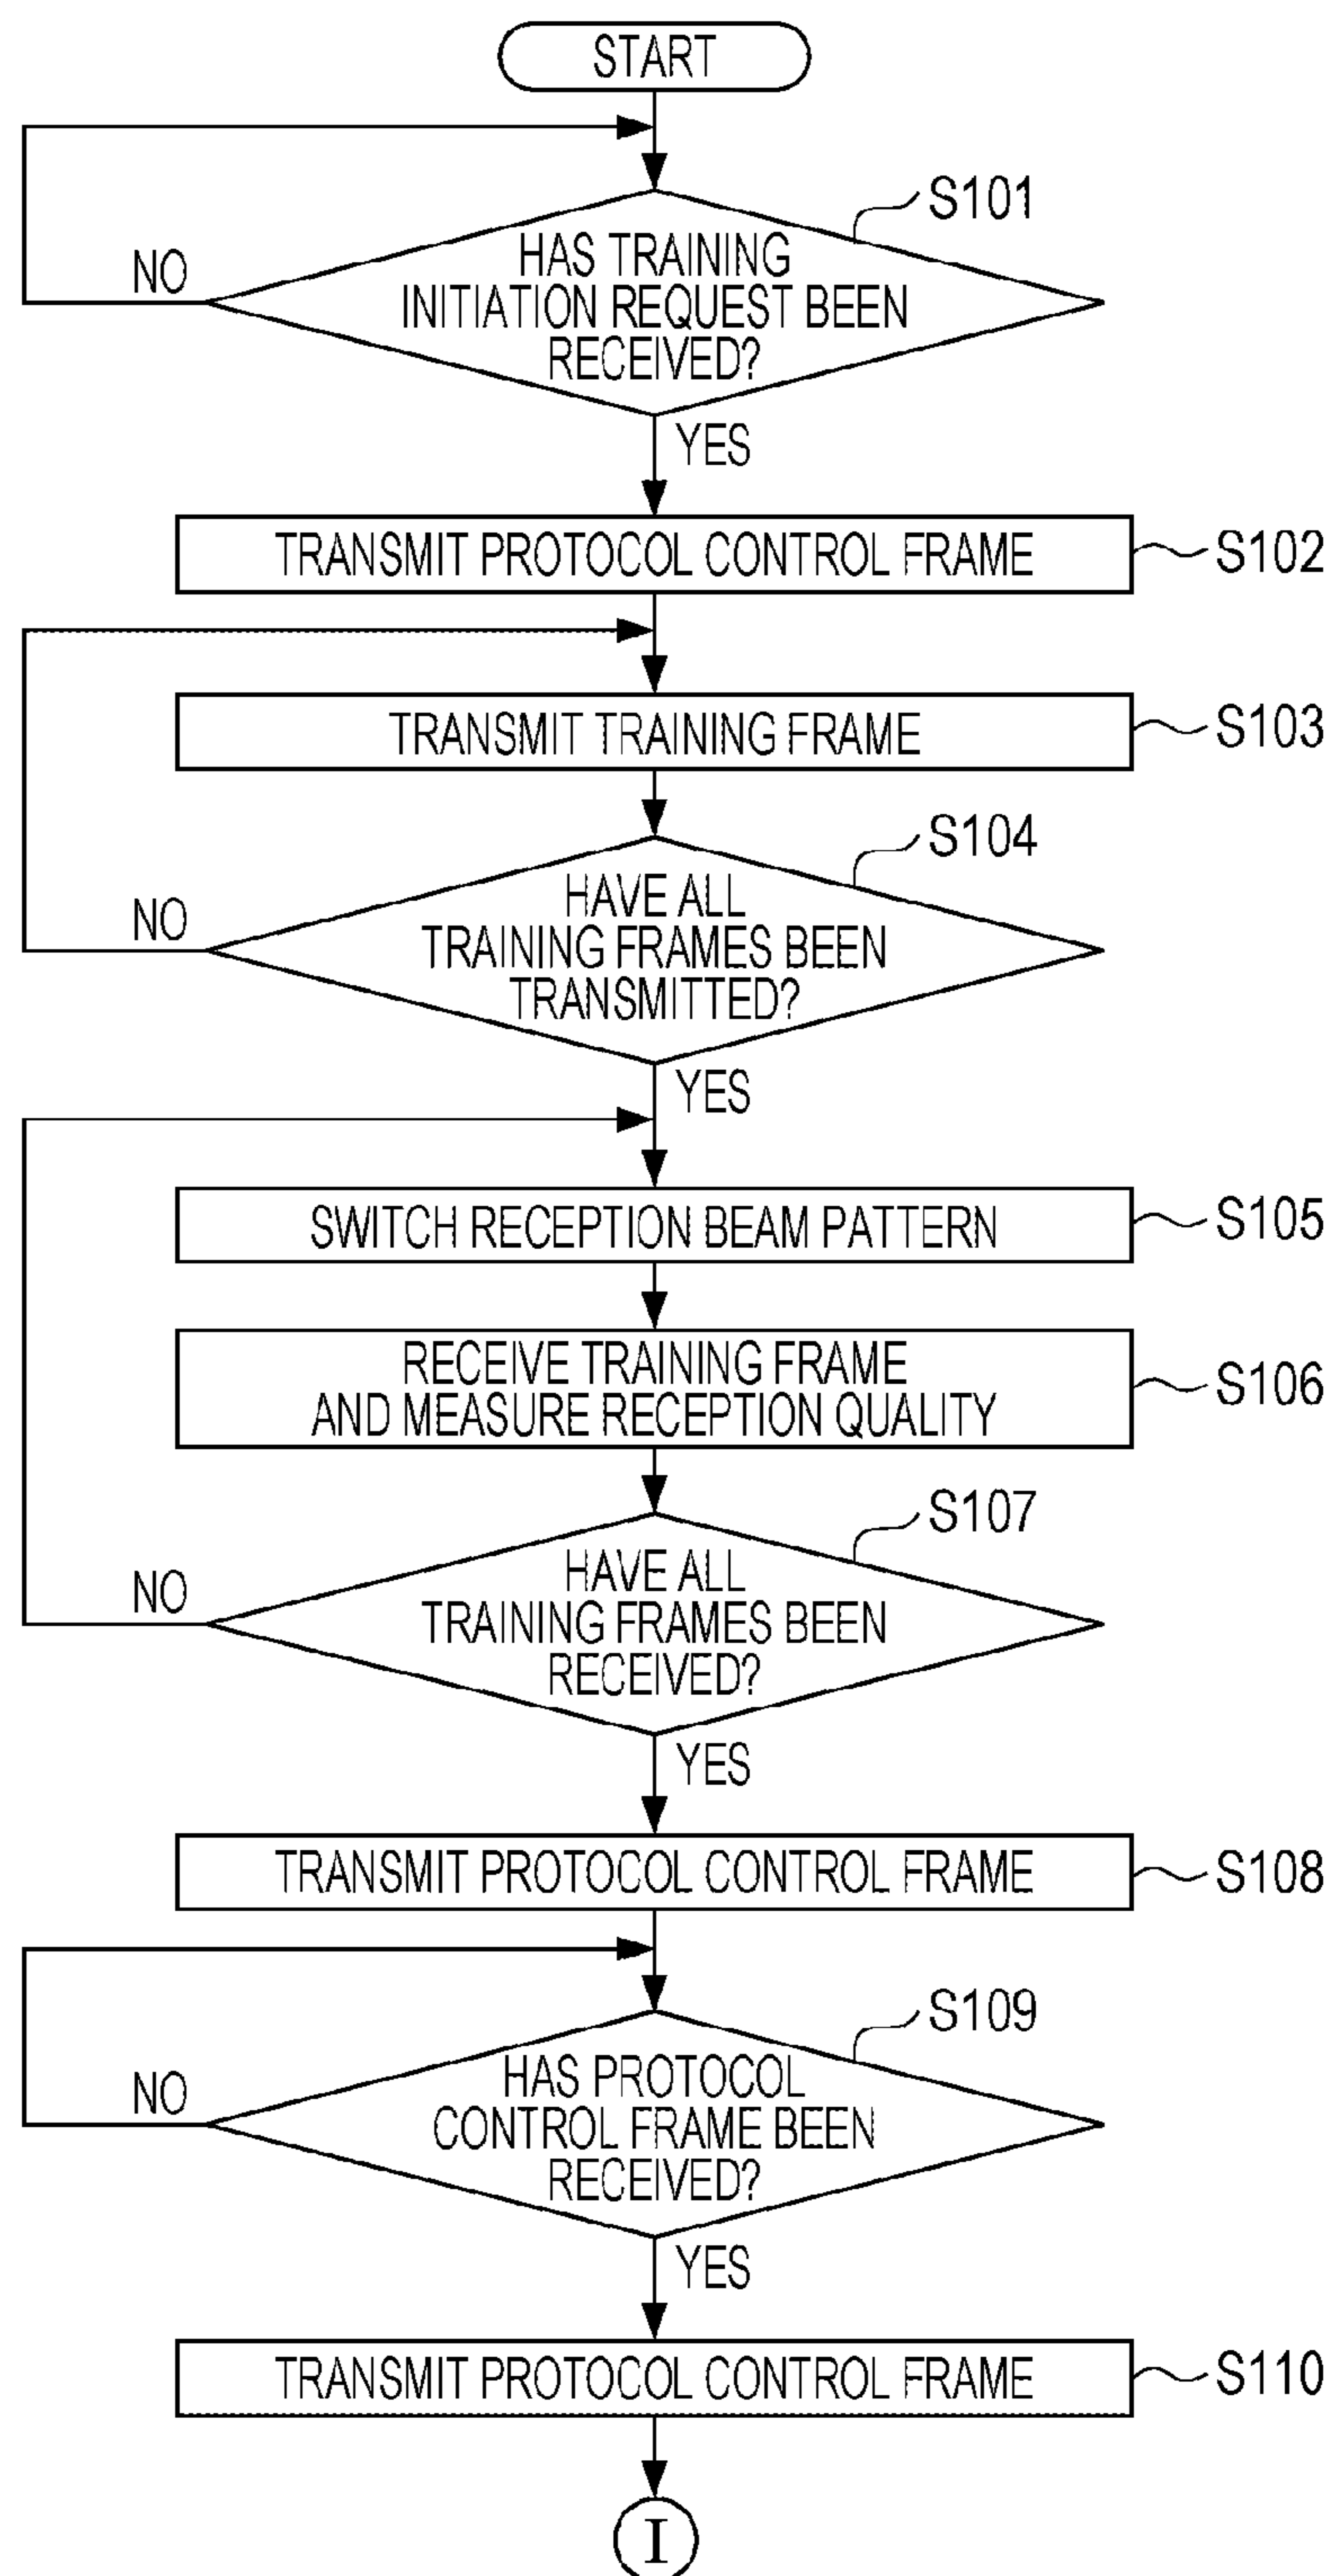 START
S101
HAS TRAINING
INITIATION REQUEST BEEN
RECEIVED?
NO
YES
TRANSMIT PROTOCOL CONTROL FRAME
S102
TRANSMIT TRAINING FRAME
S103
S104
HAVE ALL
TRAINING FRAMES BEEN
TRANSMITTED?
NO
YES
SWITCH RECEPTION BEAM PATTERN
S105
RECEIVE TRAINING FRAME
AND MEASURE RECEPTION QUALITY
S106
S107
HAVE ALL
TRAINING FRAMES BEEN
RECEIVED?
NO
YES
TRANSMIT PROTOCOL CONTROL FRAME
S108
S109
HAS PROTOCOL
CONTROL FRAME BEEN
RECEIVED?
NO
YES
TRANSMIT PROTOCOL CONTROL FRAME
S110
I